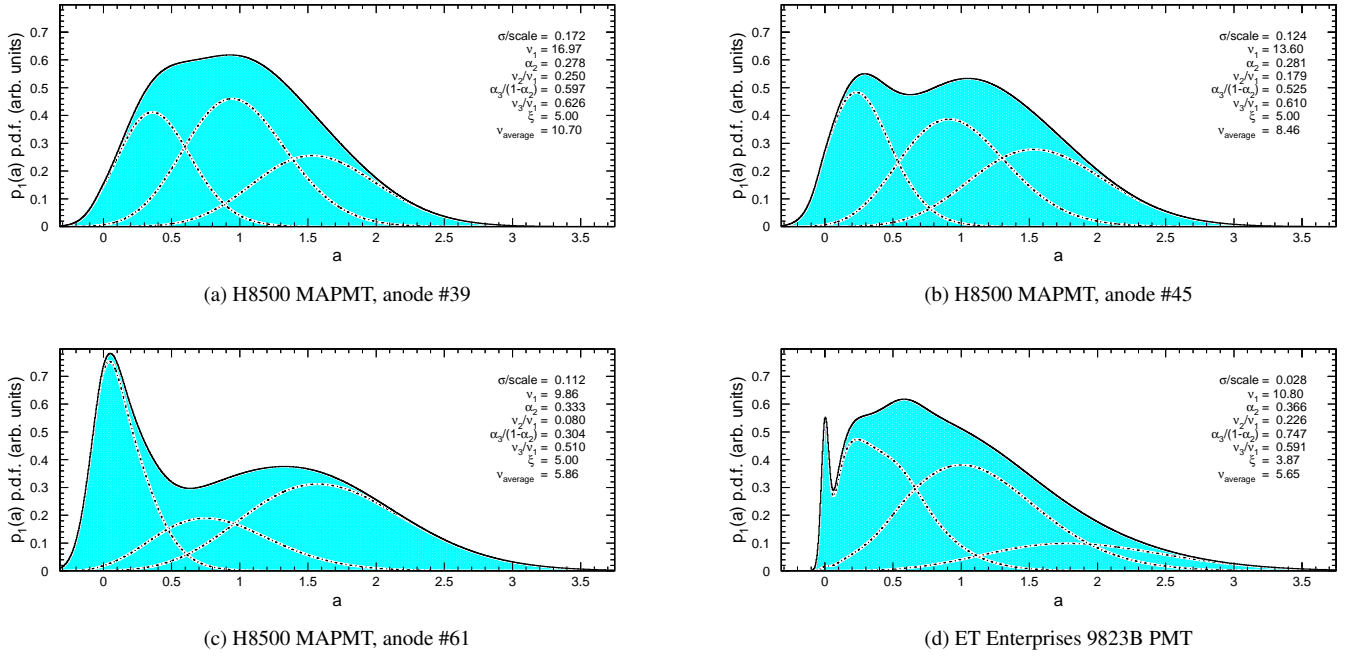 p₁(a) p.d.f. (arb. units)
0.7
0.6
0.5
0.4
0.3
0.2
0.1
0
σ/scale = 0.172
ν₁ = 16.97
α₂ = 0.278
ν₂/ν₁ = 0.250
α₃/(1-α₂) = 0.597
ν₃/ν₁ = 0.626
ξ = 5.00
ν_average = 10.70
0 0.5 1 1.5 2 2.5 3 3.5
a
(a) H8500 MAPMT, anode #39
p₁(a) p.d.f. (arb. units)
0.7
0.6
0.5
0.4
0.3
0.2
0.1
0
σ/scale = 0.124
ν₁ = 13.60
α₂ = 0.281
ν₂/ν₁ = 0.179
α₃/(1-α₂) = 0.525
ν₃/ν₁ = 0.610
ξ = 5.00
ν_average = 8.46
0 0.5 1 1.5 2 2.5 3 3.5
a
(b) H8500 MAPMT, anode #45
p₁(a) p.d.f. (arb. units)
0.7
0.6
0.5
0.4
0.3
0.2
0.1
0
σ/scale = 0.112
ν₁ = 9.86
α₂ = 0.333
ν₂/ν₁ = 0.080
α₃/(1-α₂) = 0.304
ν₃/ν₁ = 0.510
ξ = 5.00
ν_average = 5.86
0 0.5 1 1.5 2 2.5 3 3.5
a
(c) H8500 MAPMT, anode #61
p₁(a) p.d.f. (arb. units)
0.7
0.6
0.5
0.4
0.3
0.2
0.1
0
σ/scale = 0.028
ν₁ = 10.80
α₂ = 0.366
ν₂/ν₁ = 0.226
α₃/(1-α₂) = 0.747
ν₃/ν₁ = 0.591
ξ = 3.87
ν_average = 5.65
0 0.5 1 1.5 2 2.5 3 3.5
a
(d) ET Enterprises 9823B PMT